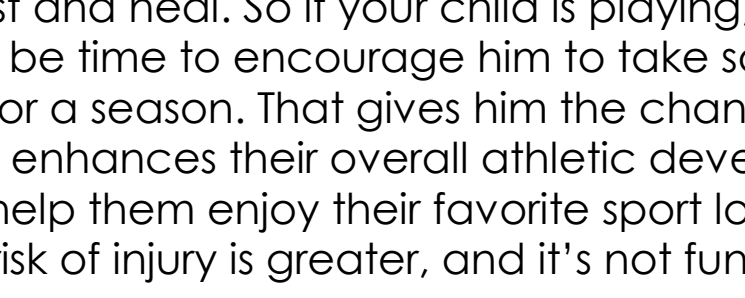 st and heal. So if your child is playing,
be time to encourage him to take so
or a season. That gives him the chan
enhances their overall athletic deve
help them enjoy their favorite sport lo
risk of injury is greater, and it’s not fun